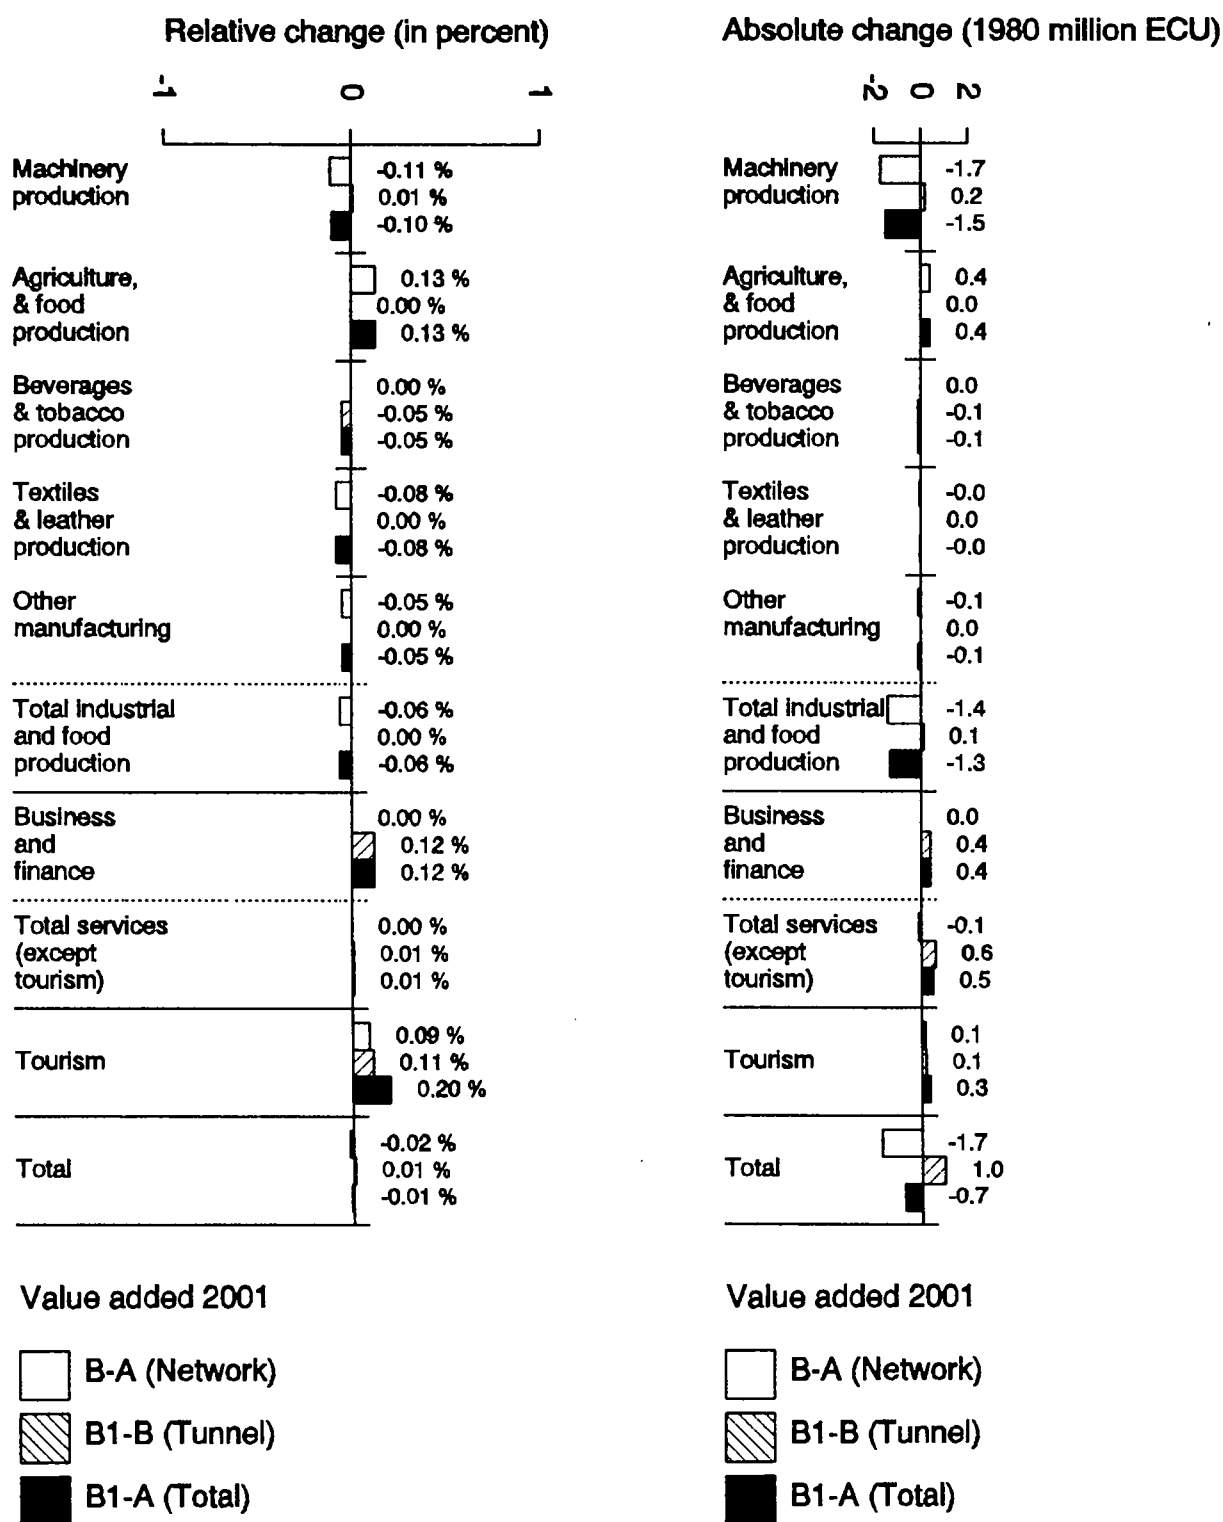 Relative change (in percent)
-1 0 1
Machinery
production
-0.11 %
0.01 %
-0.10 %
Agriculture,
& food
production
0.13 %
0.00 %
0.13 %
Beverages
& tobacco
production
0.00 %
-0.05 %
-0.05 %
Textiles
& leather
production
-0.08 %
0.00 %
-0.08 %
Other
manufacturing
-0.05 %
0.00 %
-0.05 %
Total industrial
and food
production
-0.06 %
0.00 %
-0.06 %
Business
and
finance
0.00 %
0.12 %
0.12 %
Total services
(except
tourism)
0.00 %
0.01 %
0.01 %
Tourism
0.09 %
0.11 %
0.20 %
Total
-0.02 %
0.01 %
-0.01 %
Value added 2001
B-A (Network)
B1-B (Tunnel)
B1-A (Total)
Absolute change (1980 million ECU)
-2 0 2
Machinery
production
-1.7
0.2
-1.5
Agriculture,
& food
production
0.4
0.0
0.4
Beverages
& tobacco
production
0.0
-0.1
-0.1
Textiles
& leather
production
-0.0
0.0
-0.0
Other
manufacturing
-0.1
0.0
-0.1
Total industrial
and food
production
-1.4
0.1
-1.3
Business
and
finance
0.0
0.4
0.4
Total services
(except
tourism)
-0.1
0.6
0.5
Tourism
0.1
0.1
0.3
Total
-1.7
1.0
-0.7
Value added 2001
B-A (Network)
B1-B (Tunnel)
B1-A (Total)